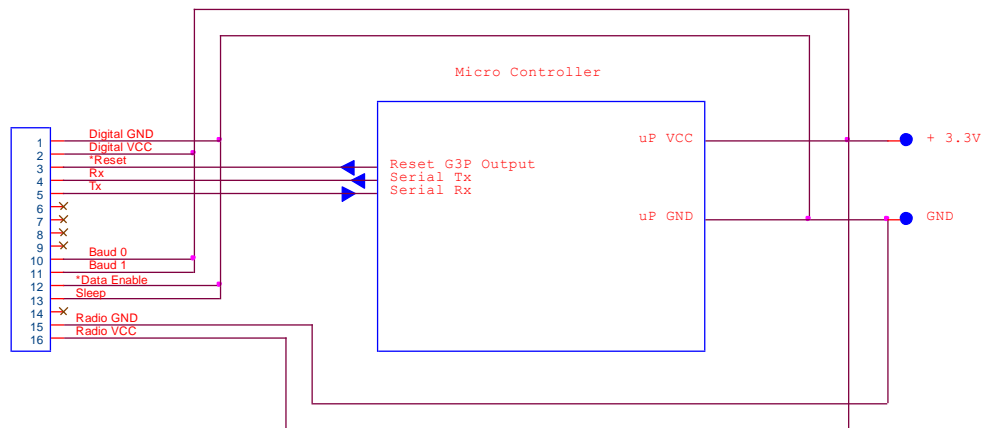 Micro Controller
1 Digital GND
2 Digital VCC
3 *Reset
4 Rx
5 Tx
6
7
8
9
10 Baud 0
11 Baud 1
12 *Data Enable
13 Sleep
14
15 Radio GND
16 Radio VCC
Reset G3P Output
Serial Tx
Serial Rx
uP VCC
+ 3.3V
uP GND
GND